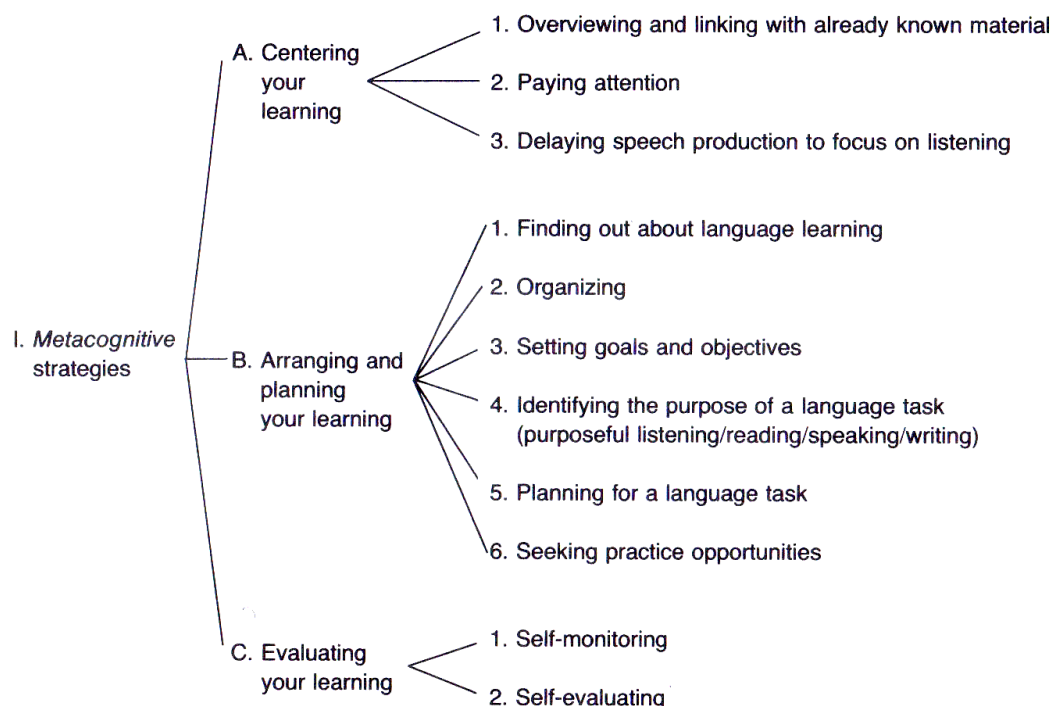 1. Overviewing and linking with already known material
A. Centering
your
learning
2. Paying attention
3. Delaying speech production to focus on listening
1. Finding out about language learning
2. Organizing
I. Metacognitive
strategies
3. Setting goals and objectives
B. Arranging and
planning
your learning
4. Identifying the purpose of a language task
(purposeful listening/reading/speaking/writing)
5. Planning for a language task
6. Seeking practice opportunities
C. Evaluating
your learning
1. Self-monitoring
2. Self-evaluating